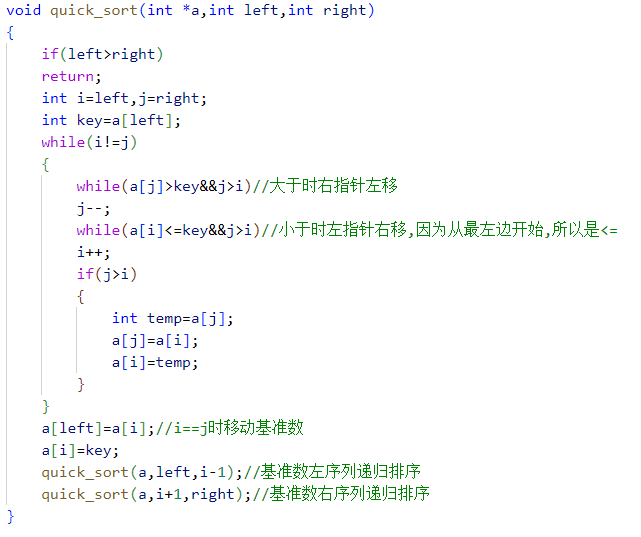 void quick_sort(int *a,int left,int right)
{
    if(left>right)
    return;
    int i=left,j=right;
    int key=a[left];
    while(i!=j)
    {
        while(a[j]>key&&j>i)//大于时右指针左移
        j--;
        while(a[i]<=key&&j>i)//小于时左指针右移,因为从最左边开始,所以是<=
        i++;
        if(j>i)
        {
            int temp=a[j];
            a[j]=a[i];
            a[i]=temp;
        }
    }
    a[left]=a[i];//i==j时移动基准数
    a[i]=key;
    quick_sort(a,left,i-1);//基准数左序列递归排序
    quick_sort(a,i+1,right);//基准数右序列递归排序
}